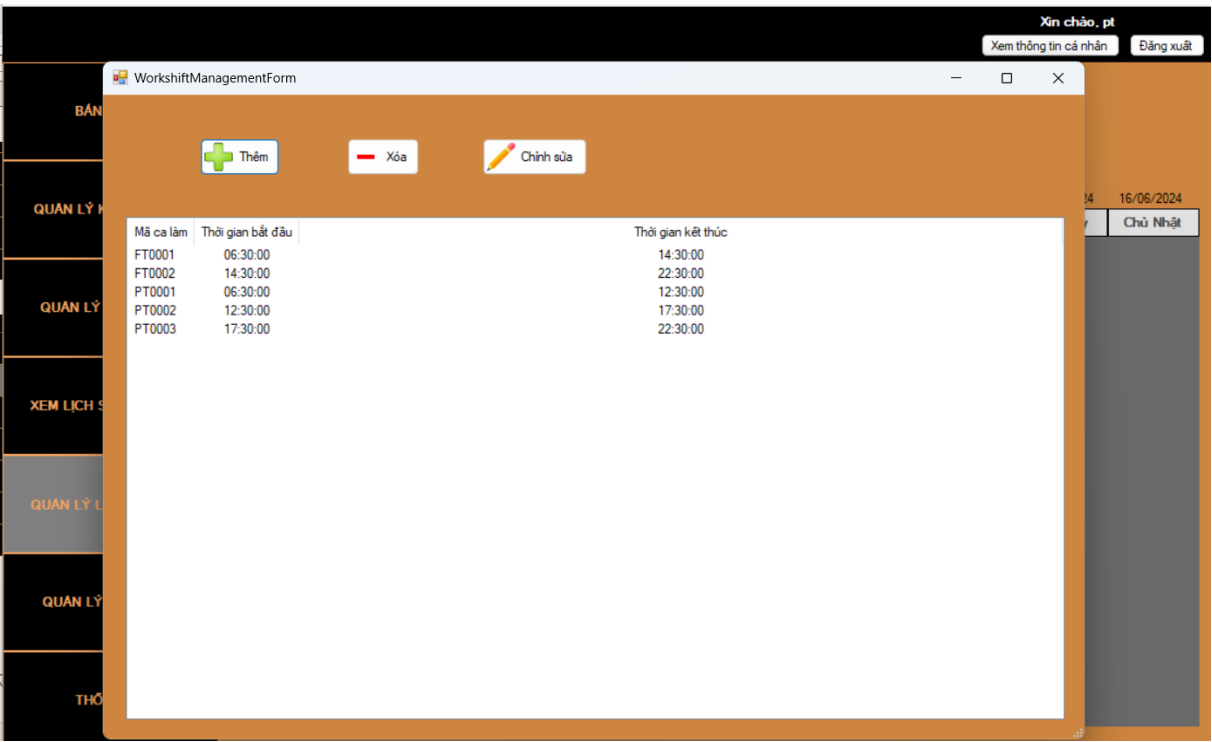 Xin chào, pt
Xem thông tin cá nhân Đăng xuất
WorkshiftManagementForm
BÁN
Thêm Xóa Chỉnh sửa
QUẢN LÝ
24 16/06/2024
y Chủ Nhật
Mã ca làm Thời gian bắt đầu Thời gian kết thúc
FT0001 06:30:00 14:30:00
FT0002 14:30:00 22:30:00
PT0001 06:30:00 12:30:00
QUẢN LÝ
PT0002 12:30:00 17:30:00
PT0003 17:30:00 22:30:00
XEM LỊCH S
QUẢN LÝ L
QUẢN LÝ
THỐ